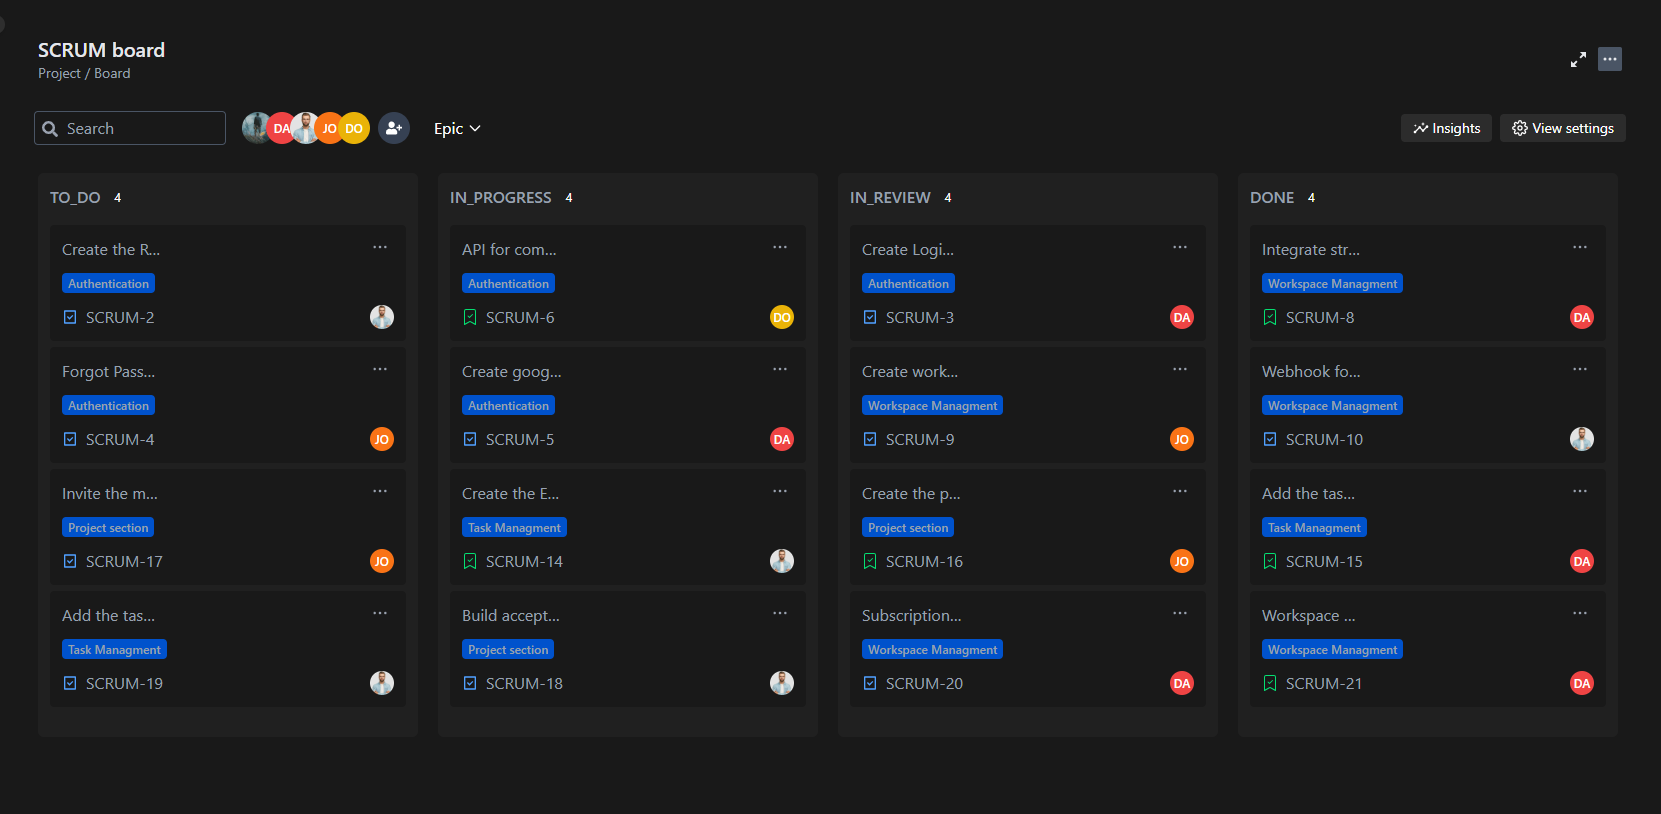 SCRUM board
Project / Board
Search
DA
JO
DO
Epic
Insights
View settings
TO_DO 4
Create the R...
Authentication
SCRUM-2
Forgot Pass...
Authentication
SCRUM-4
JO
Invite the m...
Project section
SCRUM-17
JO
Add the tas...
Task Managment
SCRUM-19
IN_PROGRESS 4
API for com...
Authentication
SCRUM-6
DO
Create goog...
Authentication
SCRUM-5
DA
Create the E...
Task Managment
SCRUM-14
Build accept...
Project section
SCRUM-18
IN_REVIEW 4
Create Logi...
Authentication
SCRUM-3
DA
Create work...
Workspace Managment
SCRUM-9
JO
Create the p...
Project section
SCRUM-16
JO
Subscription...
Workspace Managment
SCRUM-20
DA
DONE 4
Integrate str...
Workspace Managment
SCRUM-8
DA
Webhook fo...
Workspace Managment
SCRUM-10
Add the tas...
Task Managment
SCRUM-15
DA
Workspace ...
Workspace Managment
SCRUM-21
DA